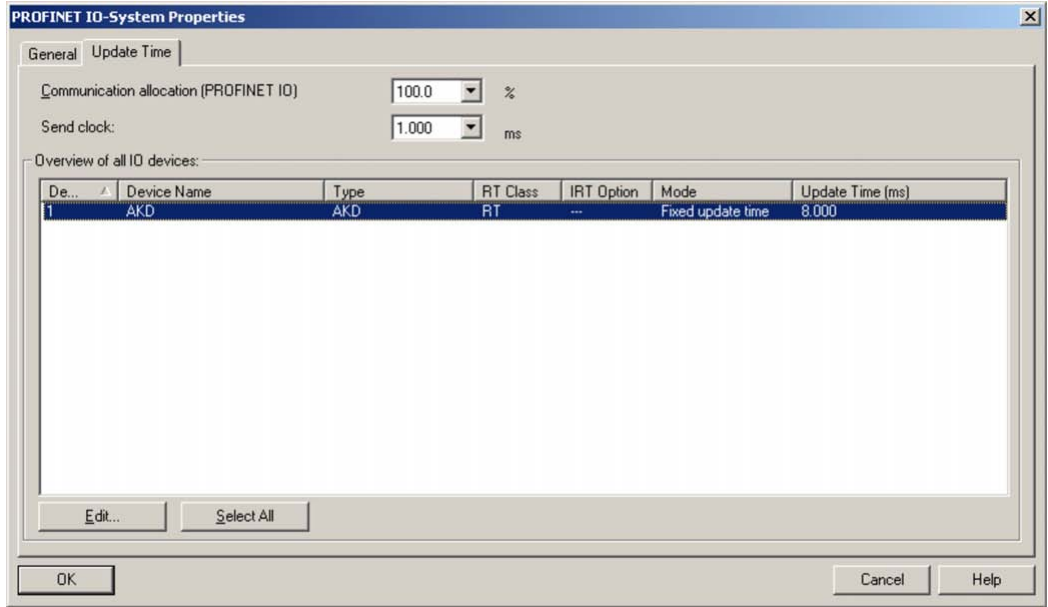 PROFINET IO-System Properties
General Update Time
Communication allocation (PROFINET IO) 100.0 %
Send clock: 1.000 ms
Overview of all IO devices:
De... Device Name Type RT Class IRT Option Mode Update Time (ms)
1 AKD AKD RT --- Fixed update time 8.000
Edit... Select All
OK Cancel Help